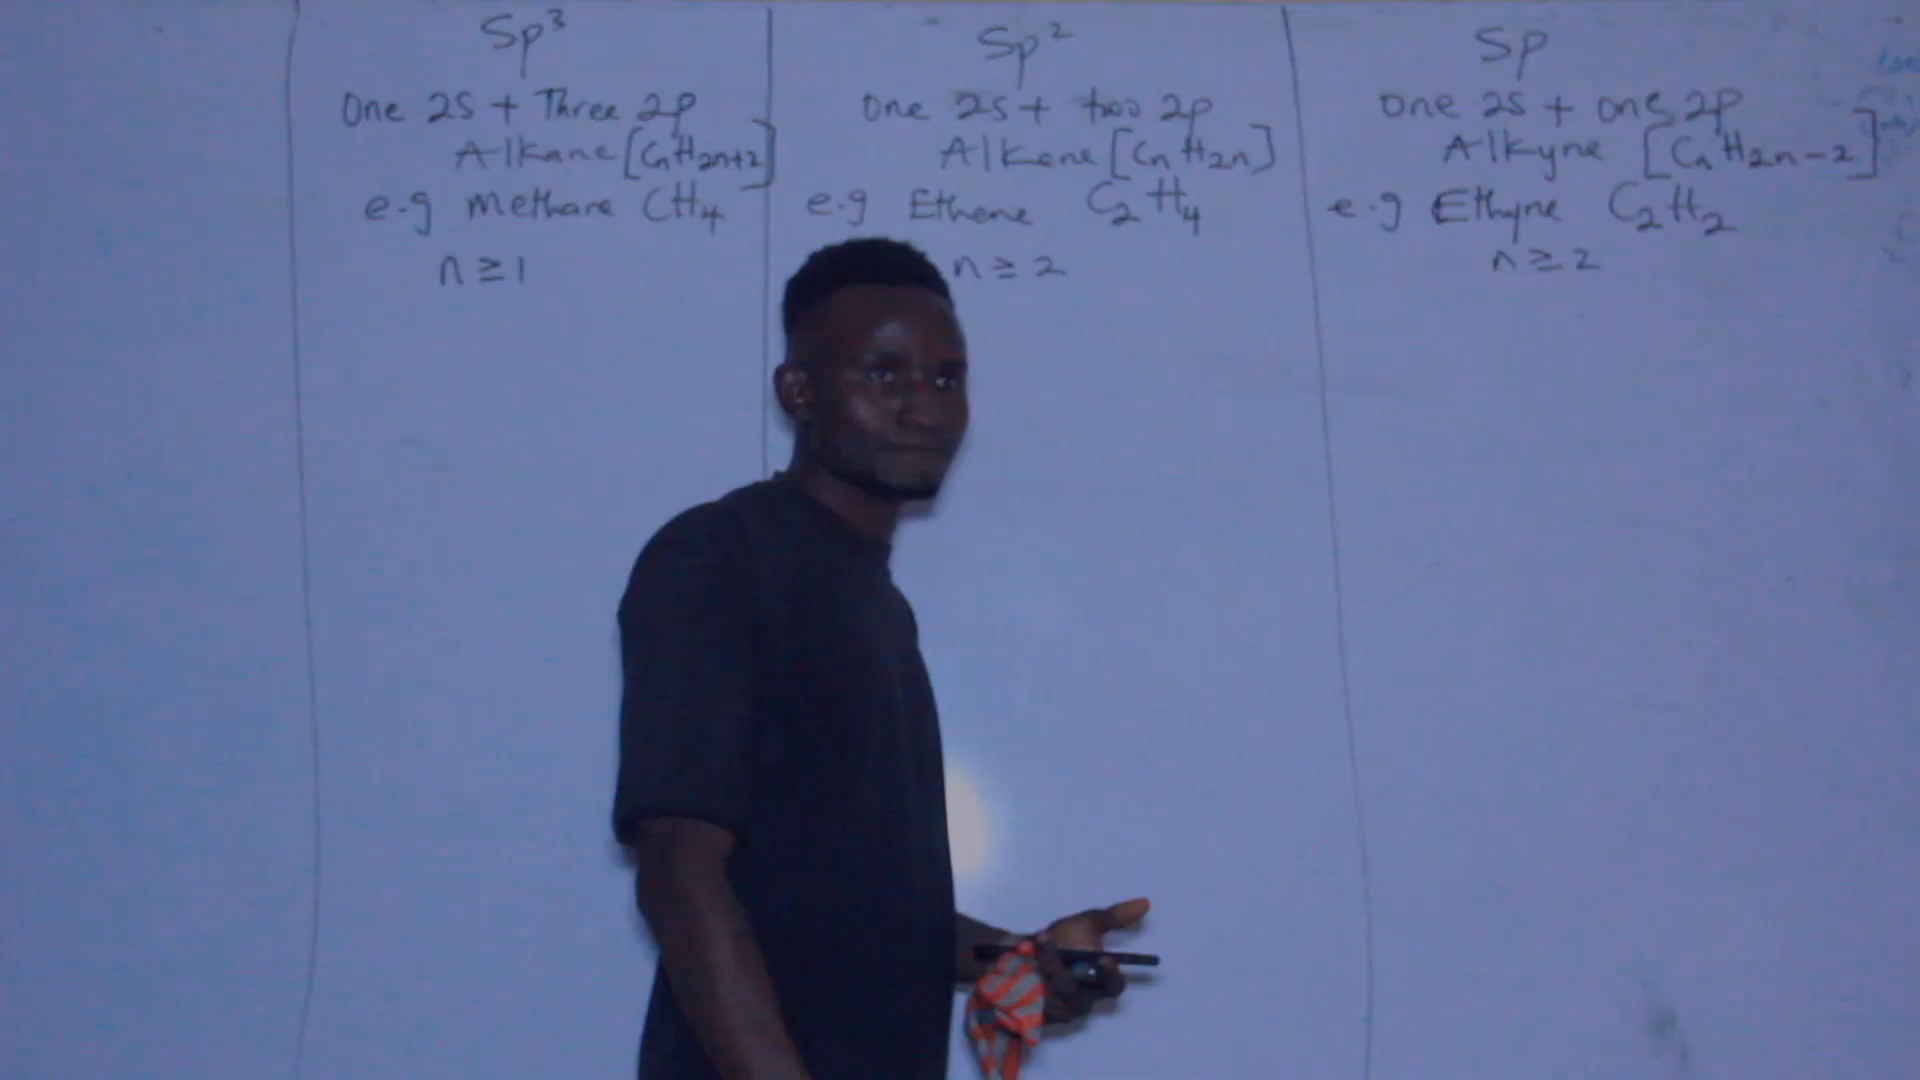 Sp³
One 2S + Three 2p
Alkane [CnH2n+2]
e.g Methane CH4
n ≥ 1
Sp²
One 2S + two 2p
Alkene [CnH2n]
e.g Ethene C2H4
n ≥ 2
Sp
One 2S + one 2p
Alkyne [CnH2n-2]
e.g Ethyne C2H2
n ≥ 2